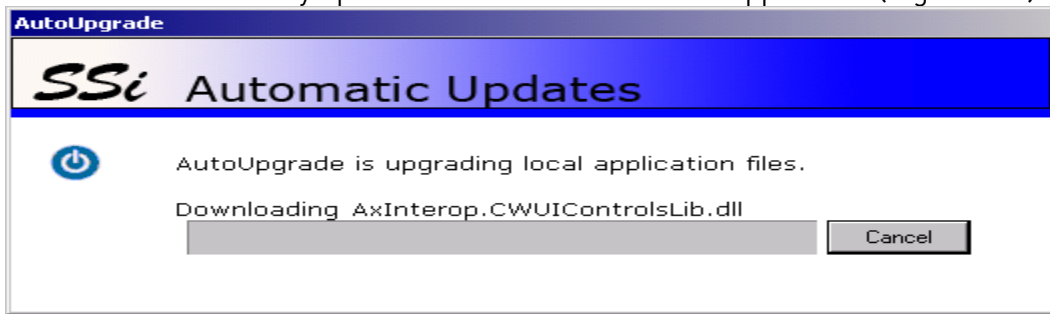 AutoUpgrade
SSi Automatic Updates
AutoUpgrade is upgrading local application files.
Downloading AxInterop.CWUIControlsLib.dll
Cancel